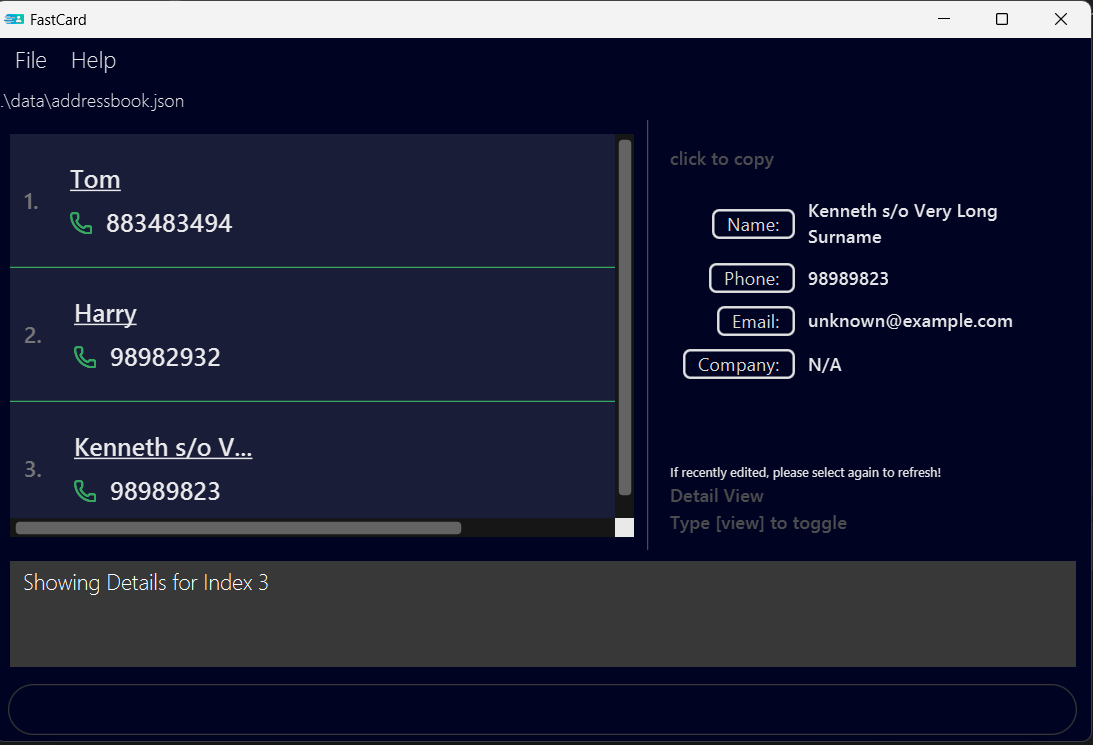 FastCard
File Help
.\data\addressbook.json
1.
Tom
883483494
2.
Harry
98982932
3.
Kenneth s/o V...
98989823
click to copy
Name: Kenneth s/o Very Long
Surname
Phone: 98989823
Email: unknown@example.com
Company: N/A
If recently edited, please select again to refresh!
Detail View
Type [view] to toggle
Showing Details for Index 3